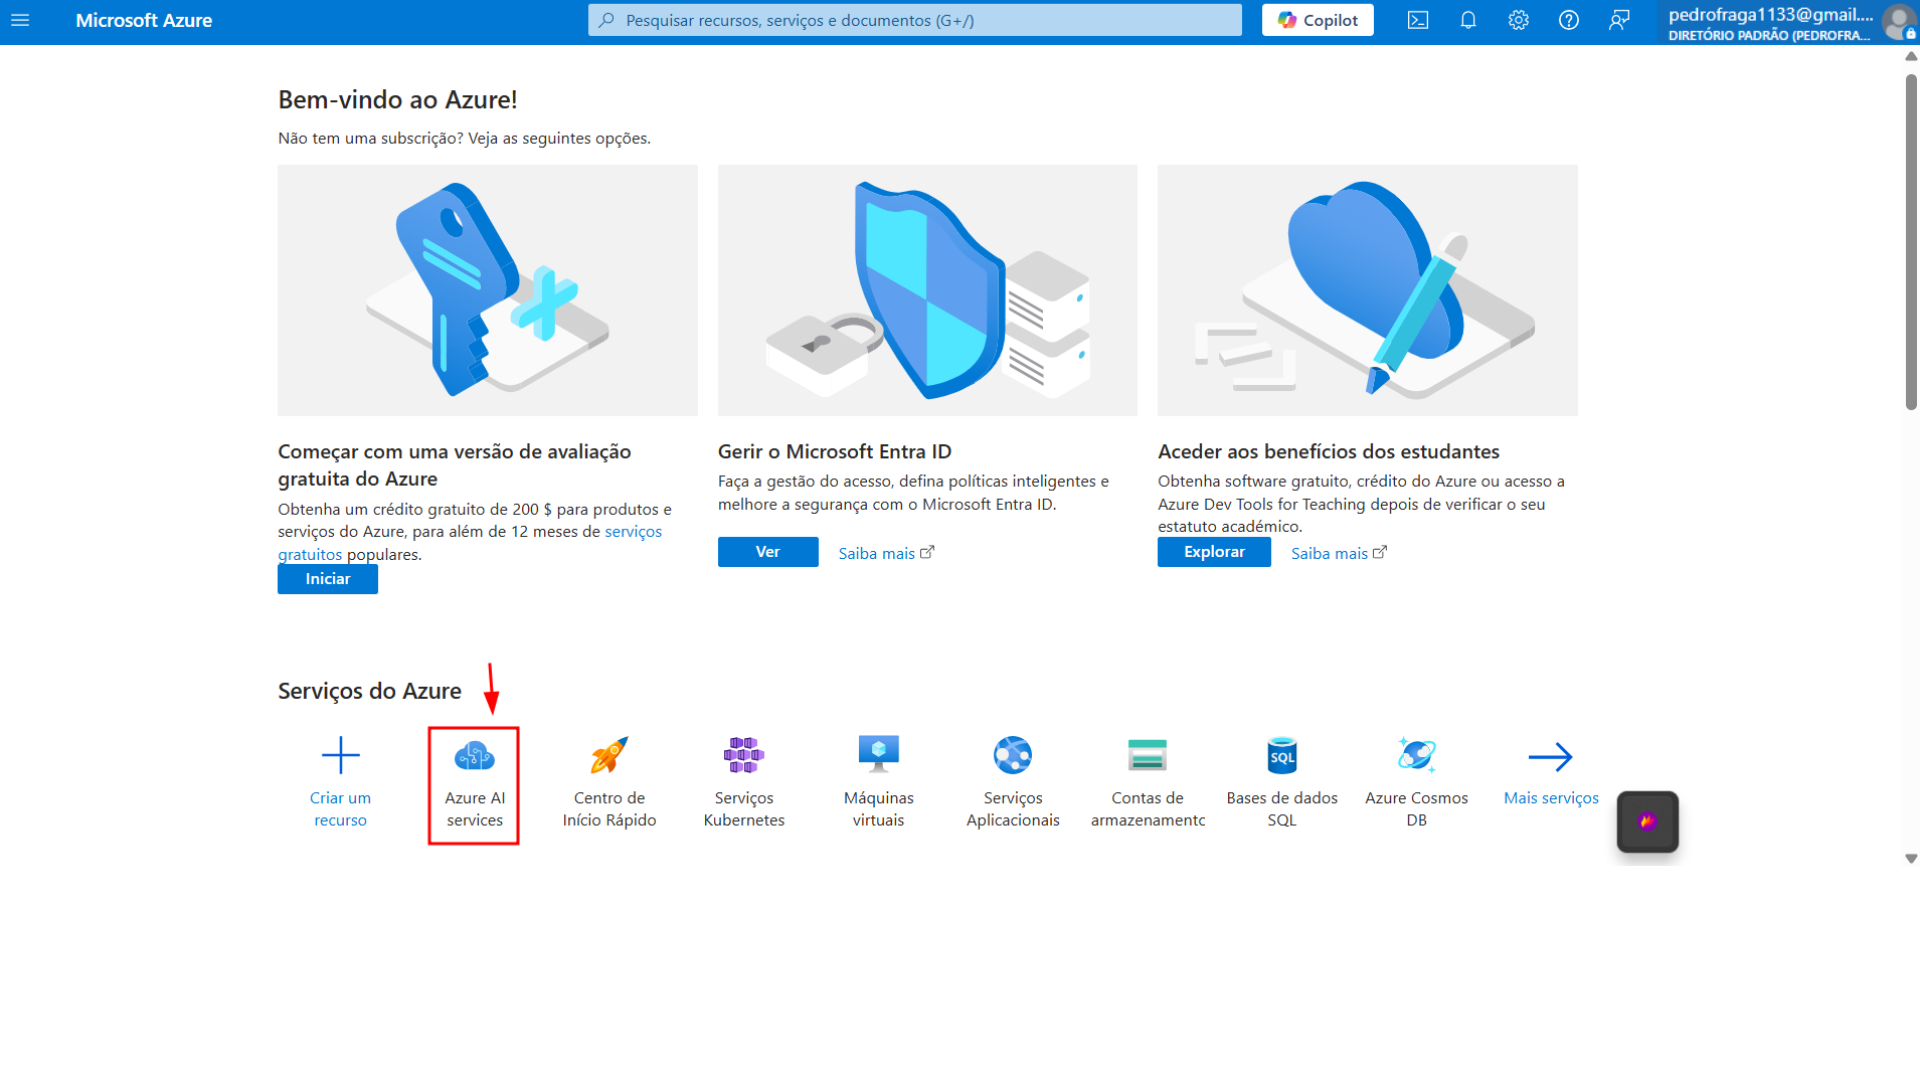 Microsoft Azure
Pesquisar recursos, serviços e documentos (G+/)
Copilot
pedrofraga1133@gmail....
DIRETÓRIO PADRÃO (PEDROFRA...
Bem-vindo ao Azure!
Não tem uma subscrição? Veja as seguintes opções.
Começar com uma versão de avaliação
gratuita do Azure
Obtenha um crédito gratuito de 200 $ para produtos e
serviços do Azure, para além de 12 meses de serviços
gratuitos populares.
Iniciar
Gerir o Microsoft Entra ID
Faça a gestão do acesso, defina políticas inteligentes e
melhore a segurança com o Microsoft Entra ID.
Ver
Saiba mais
Aceder aos benefícios dos estudantes
Obtenha software gratuito, crédito do Azure ou acesso a
Azure Dev Tools for Teaching depois de verificar o seu
estatuto académico.
Explorar
Saiba mais
Serviços do Azure
Criar um
recurso
Azure AI
services
Centro de
Início Rápido
Serviços
Kubernetes
Máquinas
virtuais
Serviços
Aplicacionais
Contas de
armazenamento
SQL
Bases de dados
SQL
Azure Cosmos
DB
Mais serviços